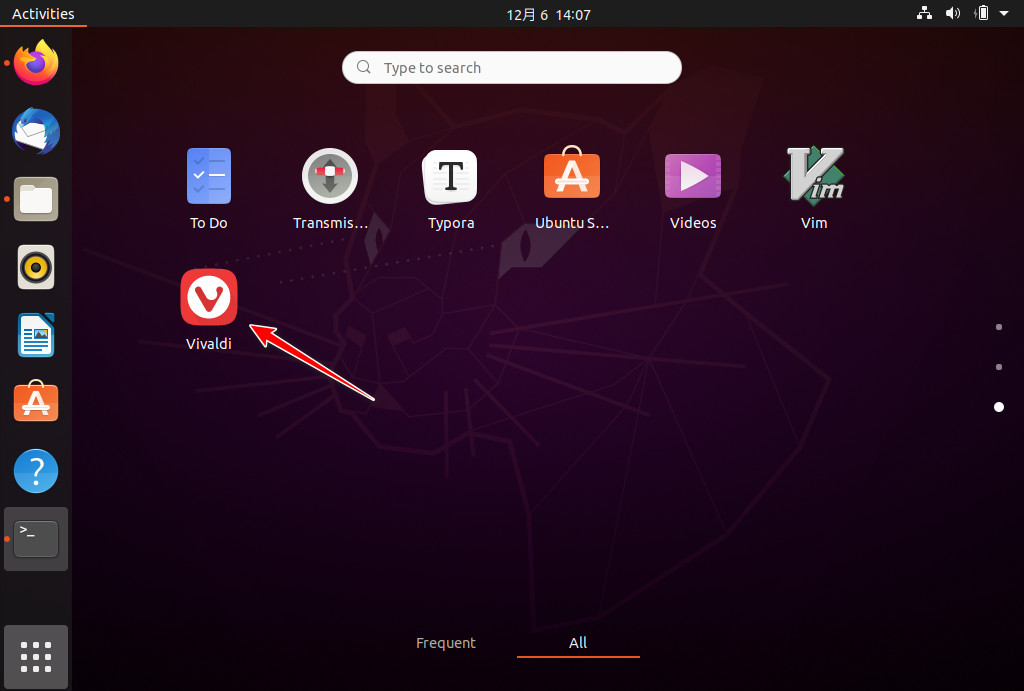 Activities
12月 6 14:07
Type to search
To Do
Transmis…
T
Typora
Ubuntu S…
Videos
Vim
Vim
Vivaldi
?
>_
Frequent
All